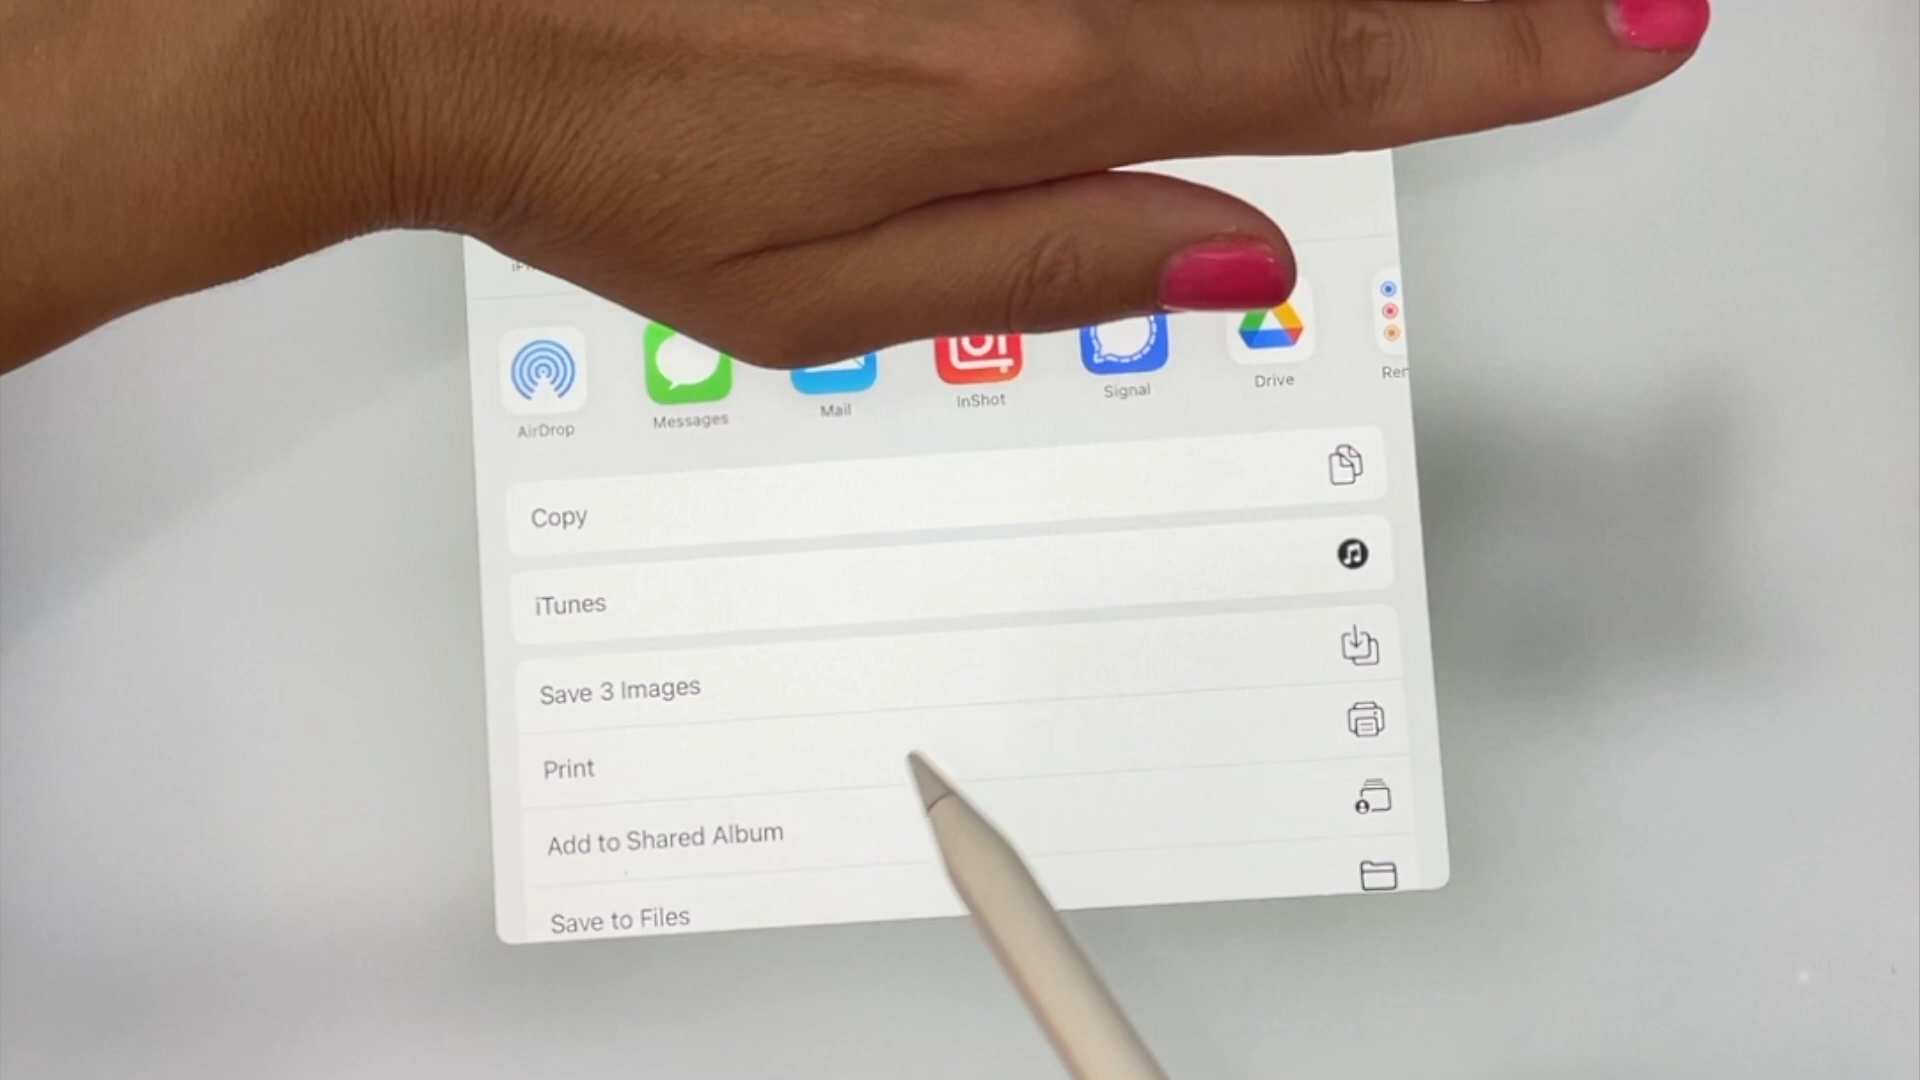 AirDrop
Messages
Mail
InShot
Signal
Drive
Copy
iTunes
Save 3 Images
Print
Add to Shared Album
Save to Files